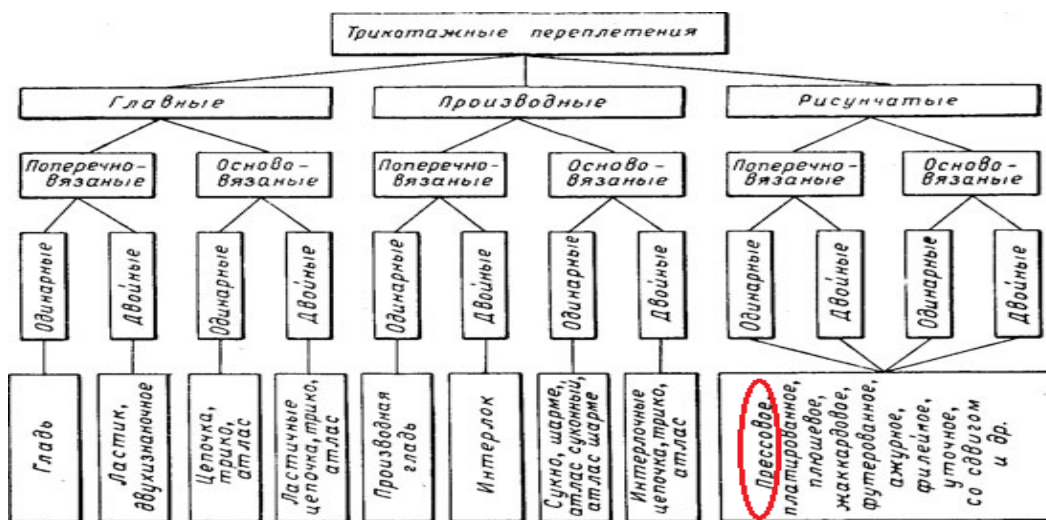 Трикотажные переплетения
Главные
Производные
Рисунчатые
Поперечно-
вязаные
Осново-
вязаные
Поперечно-
вязаные
Осново-
вязаные
Поперечно-
вязаные
Осново-
вязаные
Одинарные
Двойные
Одинарные
Двойные
Одинарные
Двойные
Одинарные
Двойные
Одинарные
Двойные
Одинарные
Двойные
Гладь
Ластик,
двухизнаночное
Цепочка,
трико,
атлас
Ластичные
цепочка, трико,
атлас
Производная
гладь
Интерлок
Сукно, шарме,
атлас суконный,
атлас шарме
Интерлочные
цепочка, трико,
атлас
Прессовое,
платированное,
плюшевое,
жаккардовое,
футерованное,
ажурное,
филейное,
уточное,
со сдвигом
и др.